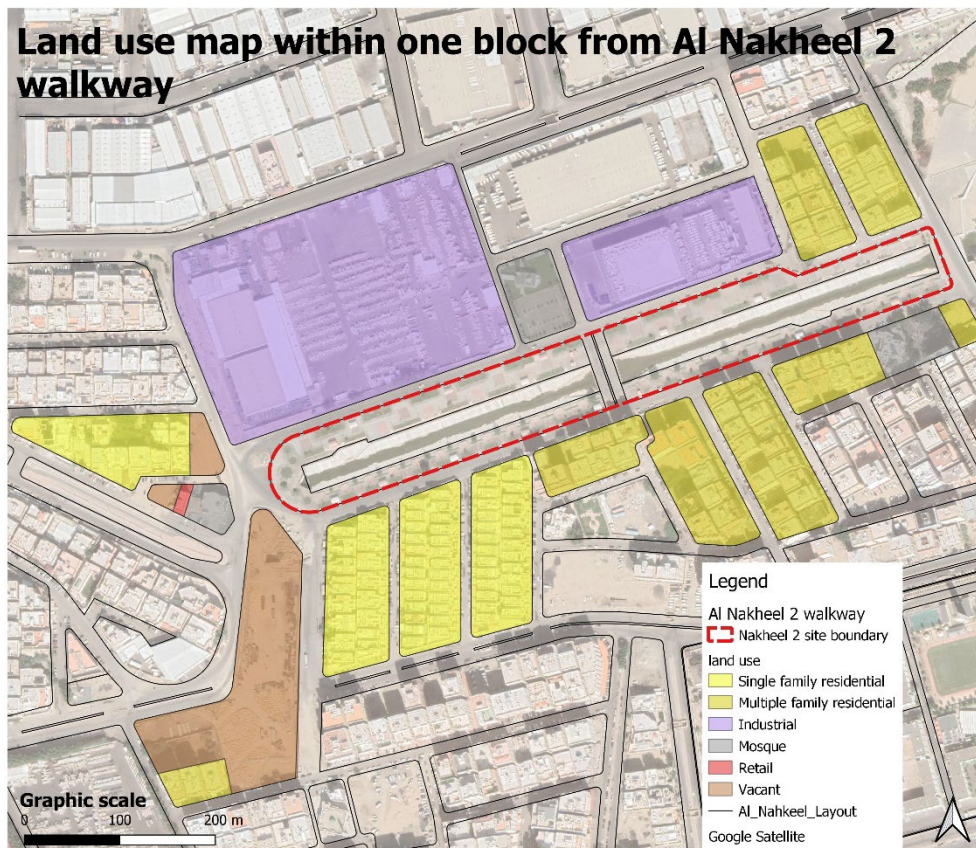 Land use map within one block from Al Nakheel 2
walkway
Legend
Al Nakheel 2 walkway
Nakheel 2 site boundary
land use
Single family residential
Multiple family residential
Industrial
Mosque
Retail
Vacant
Al_Nahkeel_Layout
Google Satellite
Graphic scale
0 100 200 m